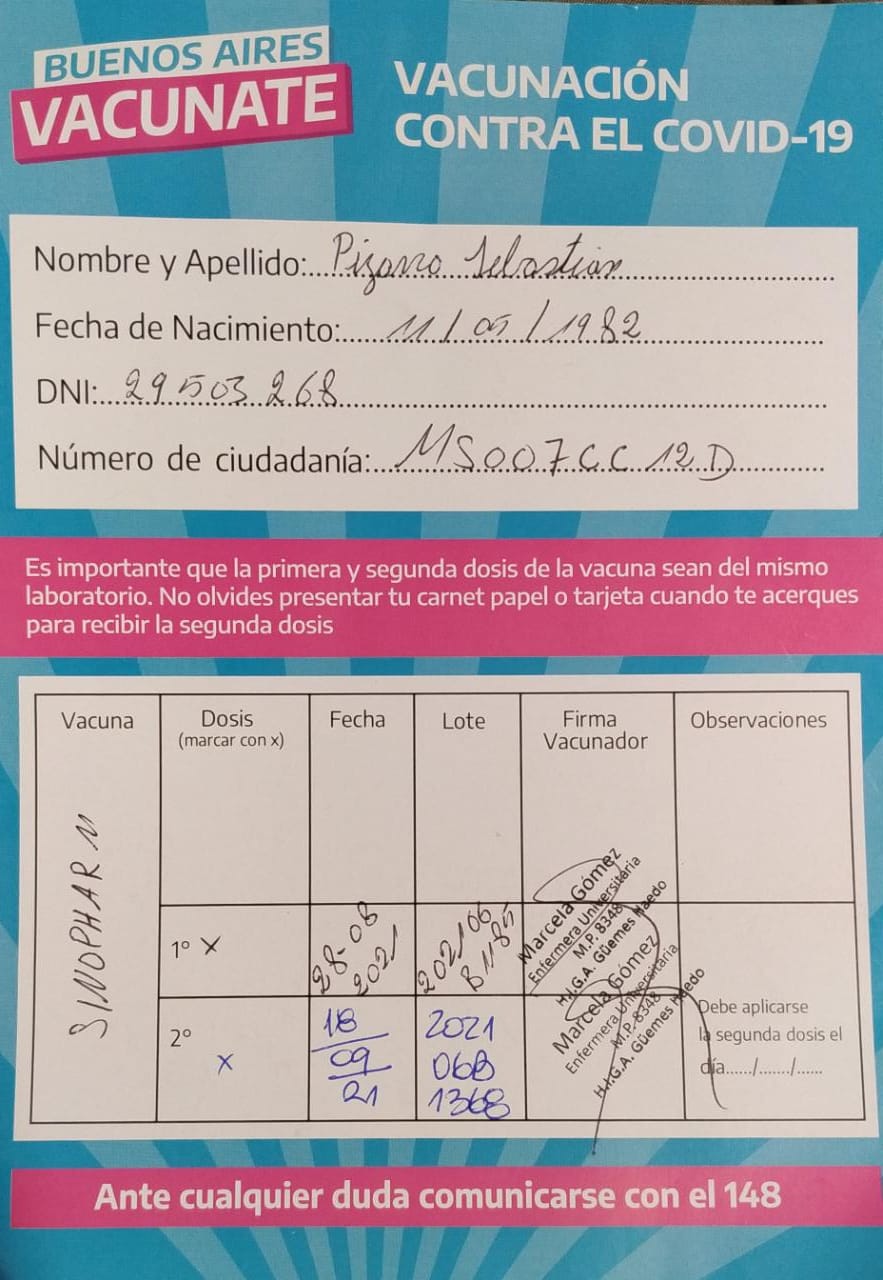 BUENOS AIRES
VACUNATE
VACUNACIÓN
CONTRA EL COVID-19
Nombre y Apellido: Pizarro Sebastian
Fecha de Nacimiento: 11/05/1982
DNI: 29503268
Número de ciudadanía: MS007CC12D
Es importante que la primera y segunda dosis de la vacuna sean del mismo
laboratorio. No olvides presentar tu carnet papel o tarjeta cuando te acerques
para recibir la segunda dosis
Vacuna
Dosis
(marcar con x)
Fecha
Lote
Firma
Vacunador
Observaciones
SINOPHARM
1° X
28-08
2021
202106
B1185
Marcela Gómez
Enfermera Universitaria
M.P. 8348
H.I.G.A. Güemes Haedo
2°
X
18
09
21
2021
06B
1368
Marcela Gómez
Enfermera Universitaria
M.P. 8348
H.I.G.A. Güemes Haedo
Debe aplicarse
la segunda dosis el
día....../......./......
Ante cualquier duda comunicarse con el 148